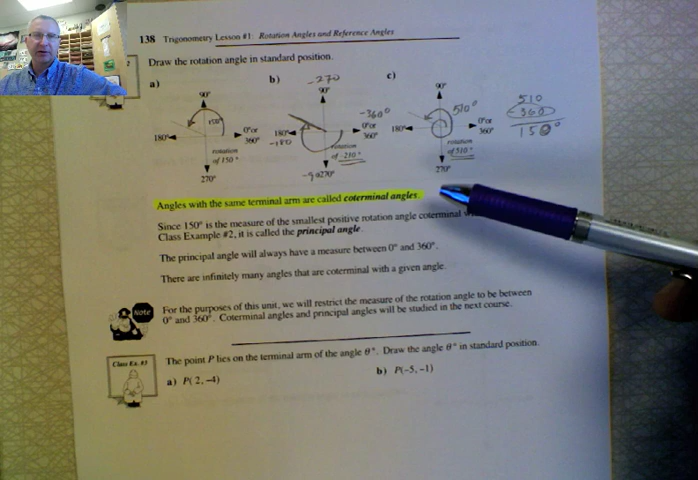 138 Trigonometry Lesson #1: Rotation Angles and Reference Angles
2
Draw the rotation angle in standard position.
a) b) c)
-270
90° 90° 90°
150° -360° 510° 510
360
150°
180° 0° or 360° 180° 0° or 360° 180° 0° or 360°
-180
rotation of 150° rotation of -210° rotation of 510°
270° -90 270° 270°
Angles with the same terminal arm are called coterminal angles.
Since 150° is the measure of the smallest positive rotation angle coterminal
Class Example #2, it is called the principal angle.
The principal angle will always have a measure between 0° and 360°.
There are infinitely many angles that are coterminal with a given angle.
Note
For the purposes of this unit, we will restrict the measure of the rotation angle to be between
0° and 360°. Coterminal angles and principal angles will be studied in the next course.
Class Ex. #3
The point P lies on the terminal arm of the angle θ°. Draw the angle θ° in standard position.
a) P(2, -4) b) P(-5, -1)